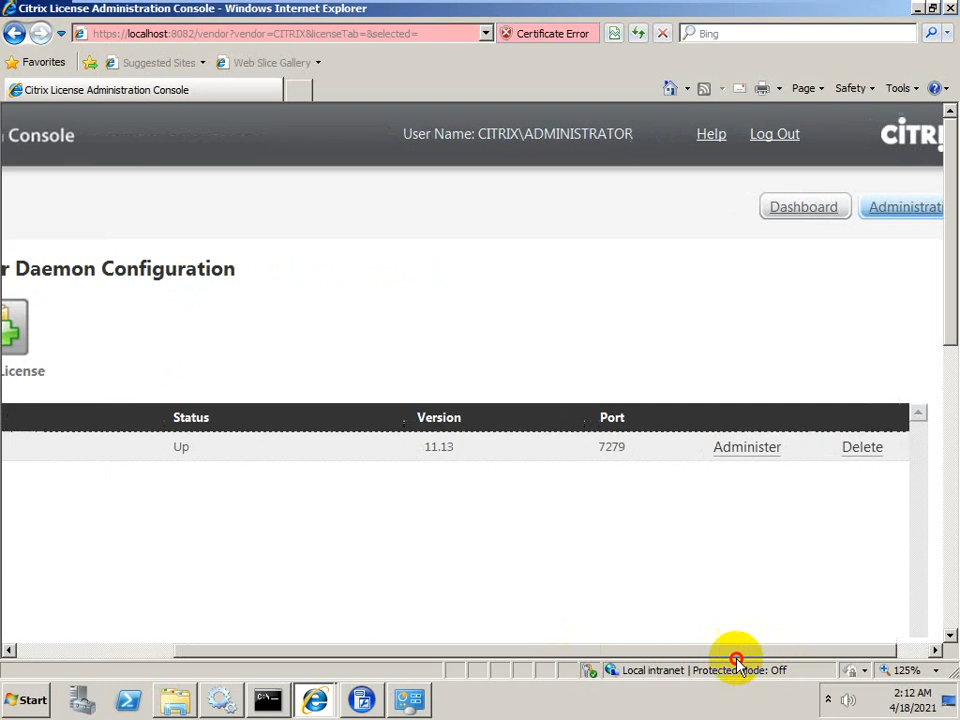 Citrix License Administration Console - Windows Internet Explorer
https://localhost:8082/vendor?vendor=CITRIX&licenseTab=&selected=
Certificate Error
Bing
Favorites
Suggested Sites
Web Slice Gallery
Citrix License Administration Console
Page
Safety
Tools
Console
User Name: CITRIX\ADMINISTRATOR
Help
Log Out
CİTR
Dashboard
Administrat
r Daemon Configuration
License
Status Version Port
Up 11.13 7279 Administer Delete
Local intranet | Protected Mode: Off
125%
Start
2:12 AM
4/18/2021